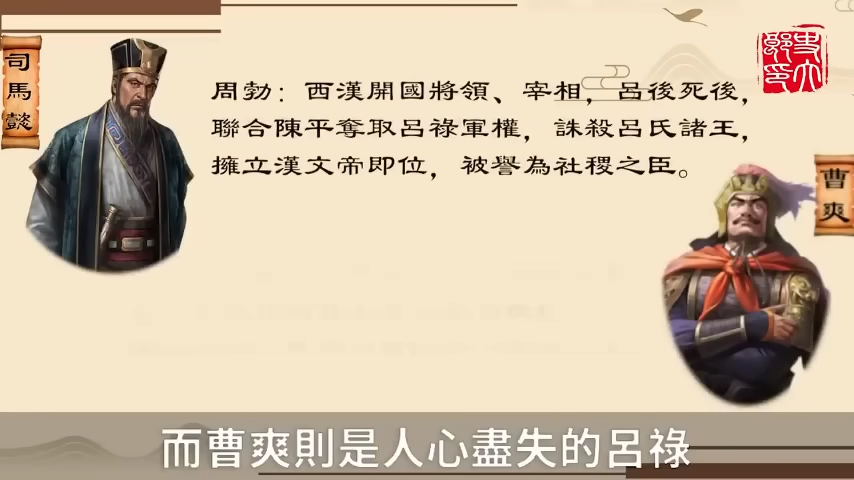 司馬懿
周勃：西漢開國將領、宰相，呂後死後，
聯合陳平奪取呂祿軍權，誅殺呂氏諸王，
擁立漢文帝即位，被譽為社稷之臣。
曹爽
而曹爽則是人心盡失的呂祿